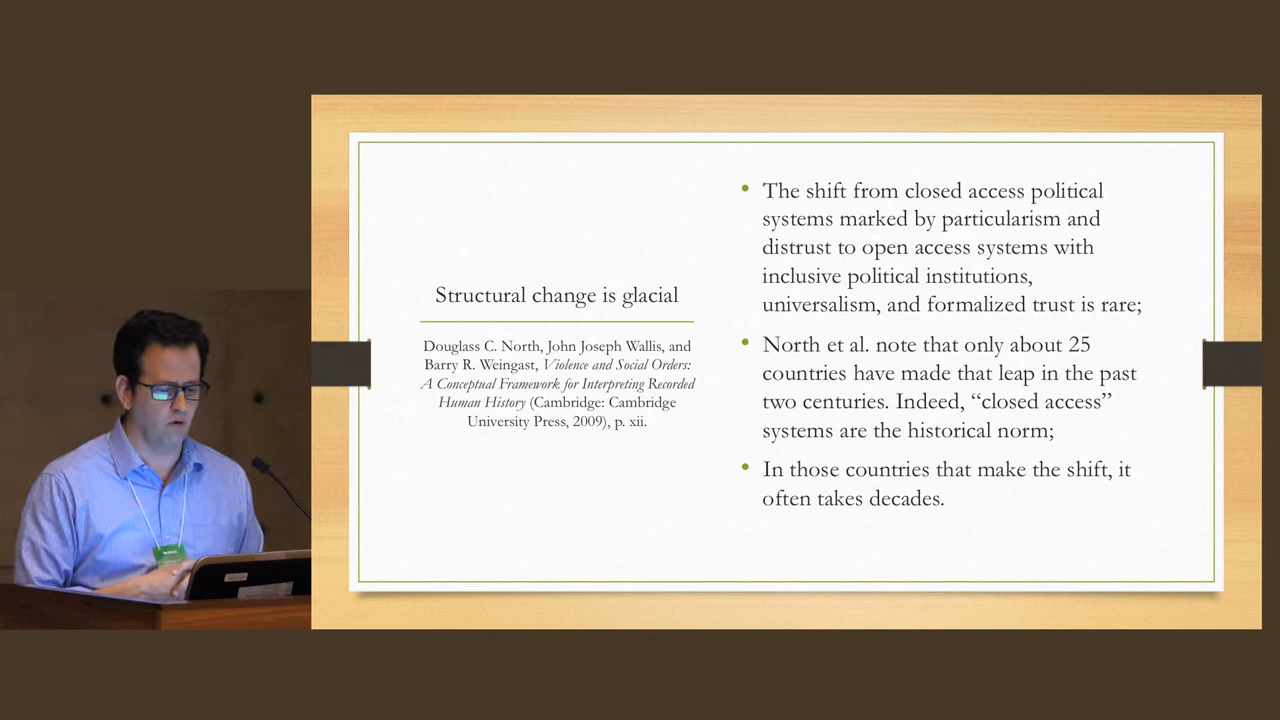 Structural change is glacial
Douglass C. North, John Joseph Wallis, and
Barry R. Weingast, Violence and Social Orders:
A Conceptual Framework for Interpreting Recorded
Human History (Cambridge: Cambridge
University Press, 2009), p. xii.
• The shift from closed access political
systems marked by particularism and
distrust to open access systems with
inclusive political institutions,
universalism, and formalized trust is rare;
• North et al. note that only about 25
countries have made that leap in the past
two centuries. Indeed, “closed access”
systems are the historical norm;
• In those countries that make the shift, it
often takes decades.